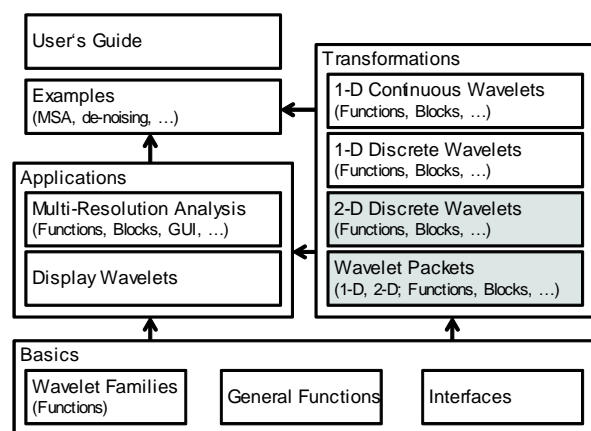 User's Guide
Examples
(MSA, de-noising, …)
Applications
Multi-Resolution Analysis
(Functions, Blocks, GUI, …)
Display Wavelets
Transformations
1-D Continuous Wavelets
(Functions, Blocks, …)
1-D Discrete Wavelets
(Functions, Blocks, …)
2-D Discrete Wavelets
(Functions, Blocks, …)
Wavelet Packets
(1-D, 2-D; Functions, Blocks, …)
Basics
Wavelet Families
(Functions)
General Functions
Interfaces